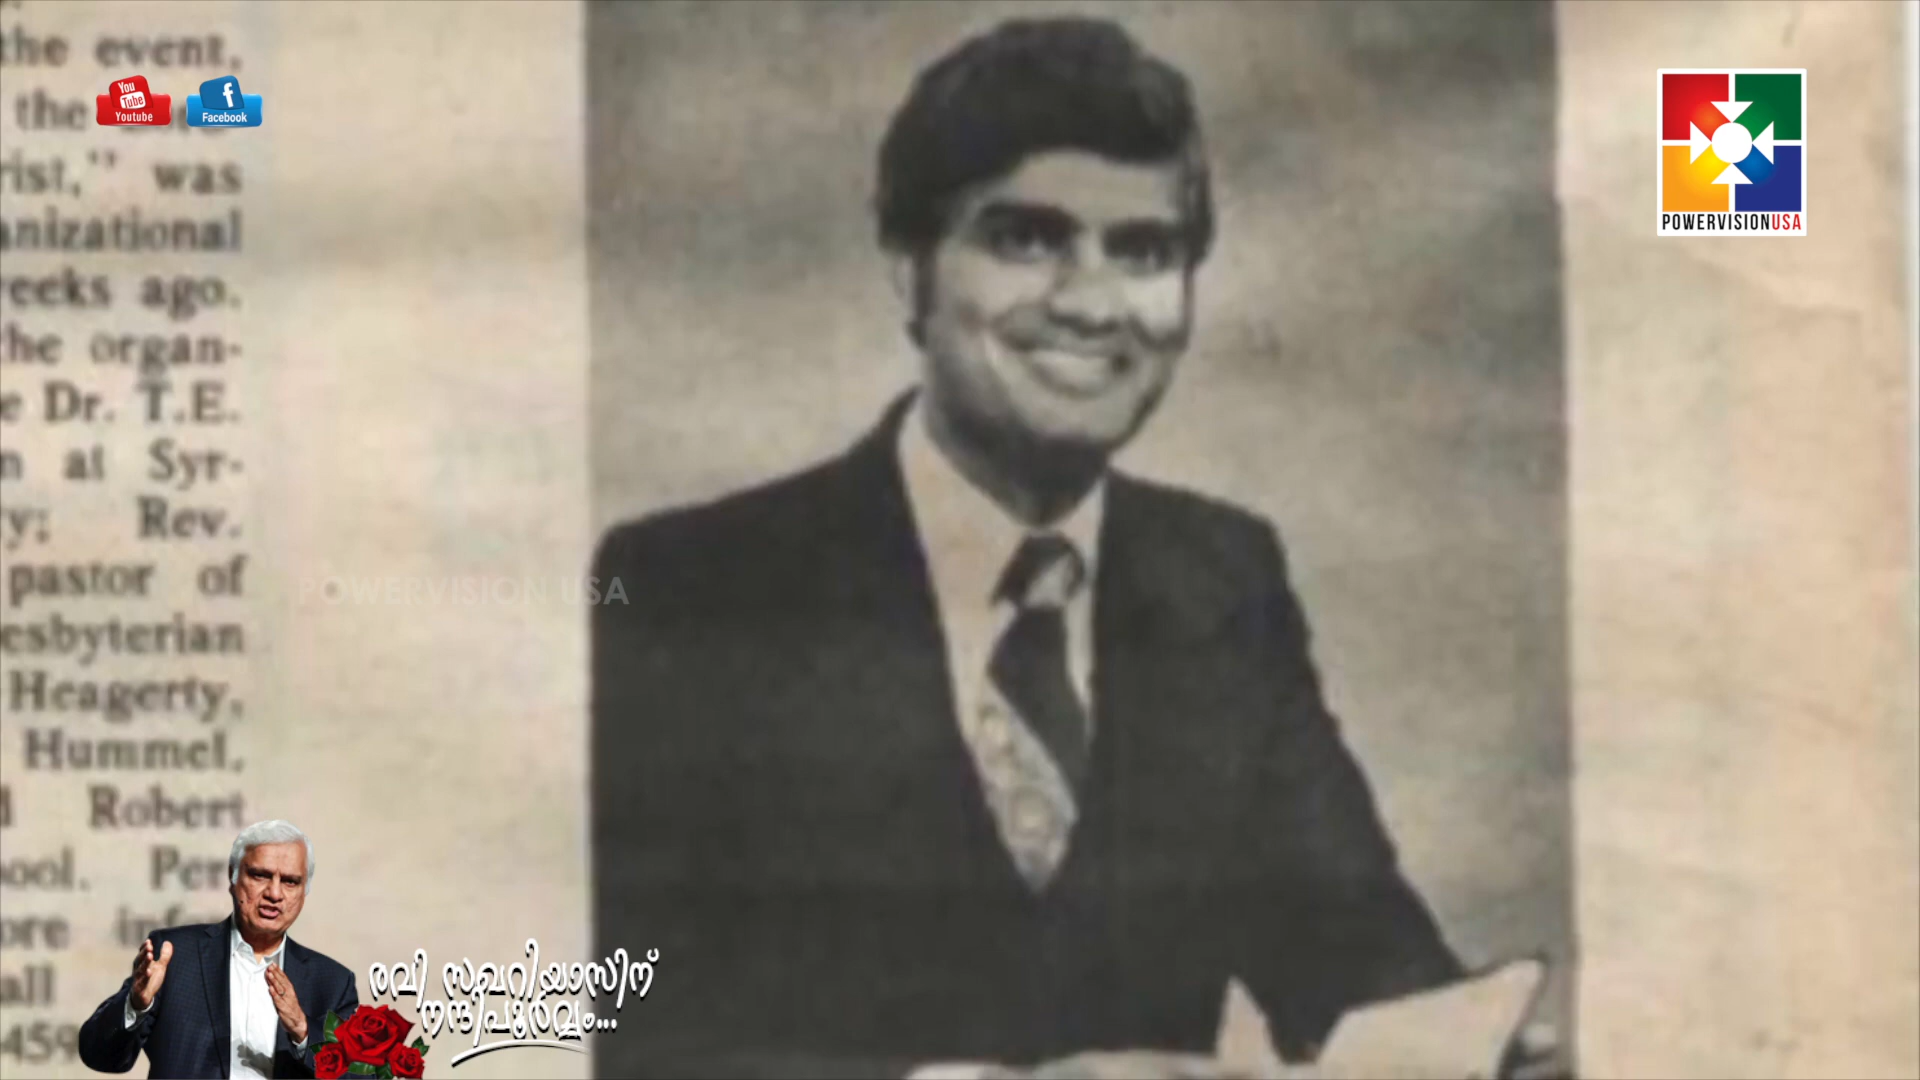 the event,
the
rist," was
anizational
eeks ago.
he organ-
e Dr. T.E.
n at Syr-
y; Rev.
pastor of
esbyterian
Heagerty,
Hummel,
d Robert
ool. Per
ore
all
459
You
Tube
Youtube
f
Facebook
POWERVISIONUSA
POWERVISION USA
രവി സഖറിയാസിന്
നന്ദിപൂർവ്വം...